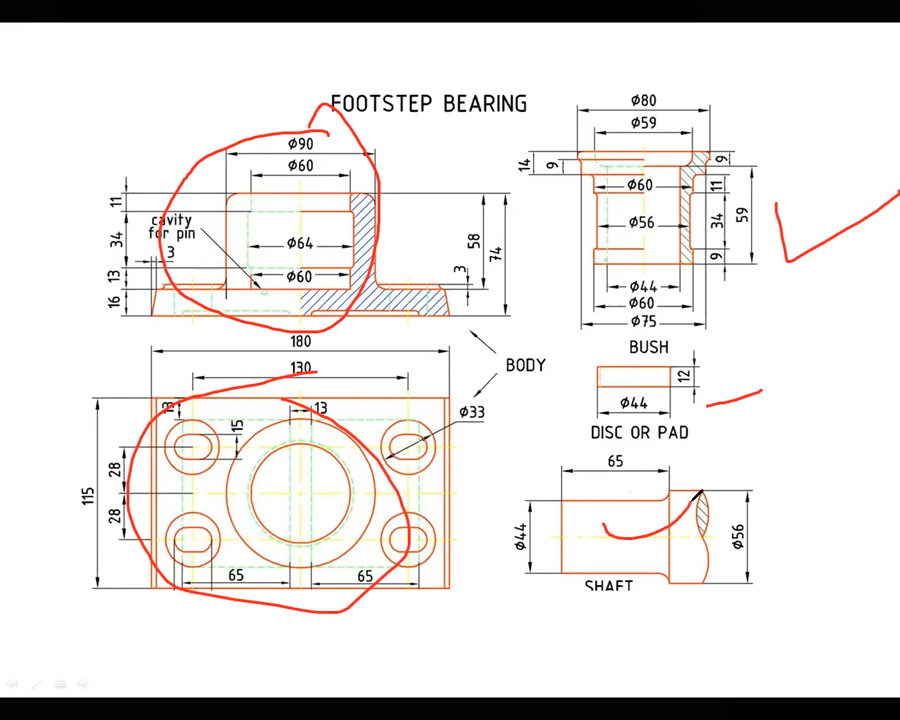 FOOTSTEP BEARING
Ø90
Ø60
11
34
13
16
3
cavity
for pin
Ø64
Ø60
58
74
3
180
130
BODY
13
Ø33
15
28
28
115
65
65
Ø80
Ø59
14
9
9
Ø60
11
Ø56
34
59
9
Ø44
Ø60
Ø75
BUSH
12
Ø44
DISC OR PAD
65
Ø44
Ø56
SHAFT